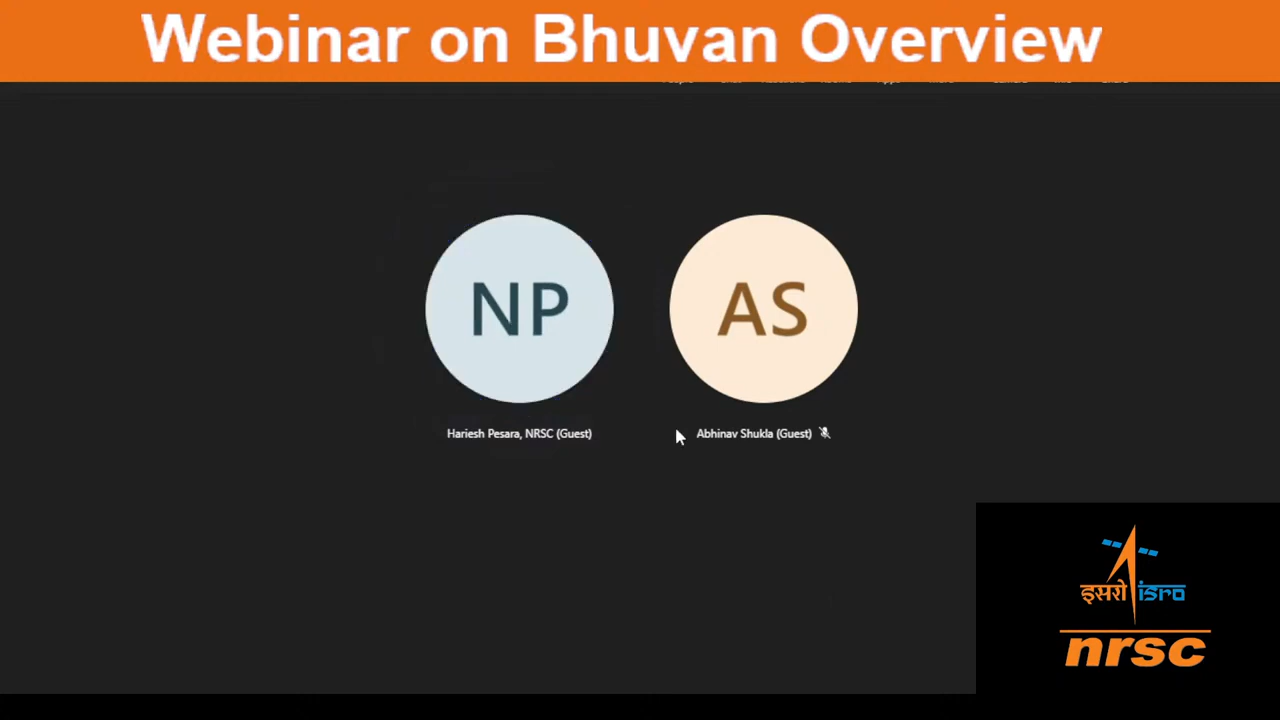 Webinar on Bhuvan Overview
NP
AS
Hariesh Pesara, NRSC (Guest)
Abhinav Shukla (Guest)
इसरो isro
nrsc